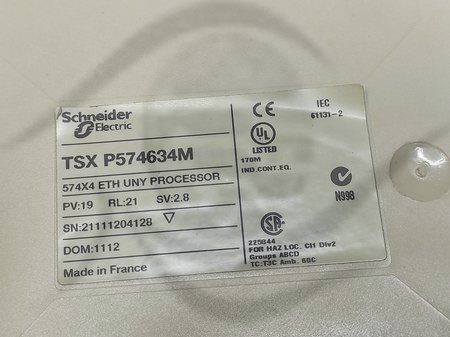 Schneider
Electric
TSX P574634M
574X4 ETH UNY PROCESSOR
PV:19 RL:21 SV:2.8
SN:21111204128
DOM:1112
Made in France
CE
IEC
61131-2
UL
LISTED
170M
IND.CONT.EQ.
N998
SP
225844
FOR HAZ LOC. Cl1 Div2
Groups ABCD
TC:T3C Amb. 60C